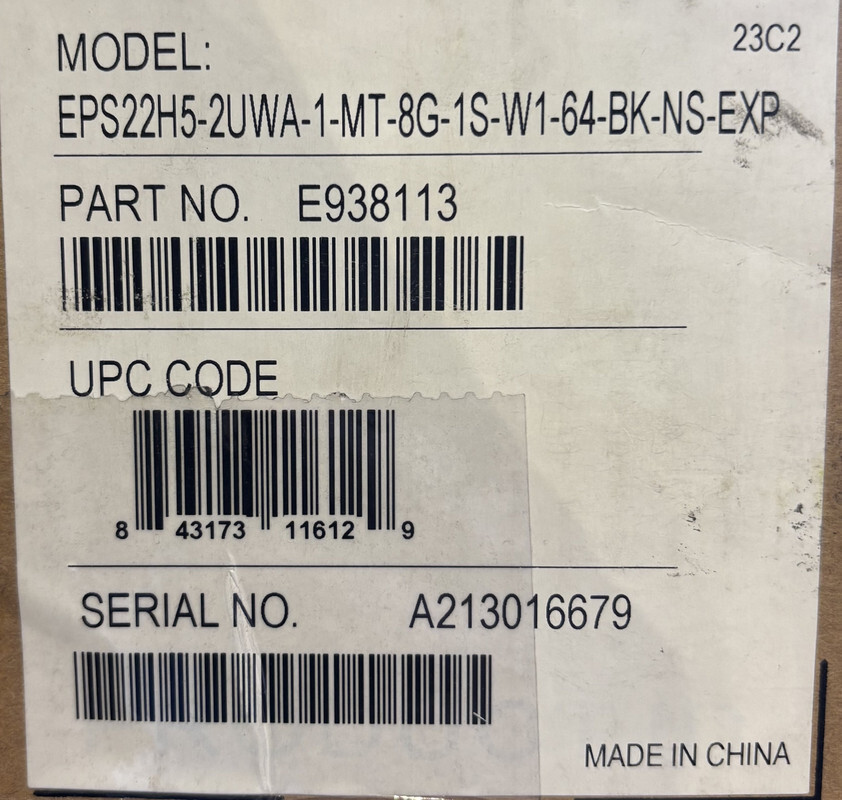 23C2
MODEL:
EPS22H5-2UWA-1-MT-8G-1S-W1-64-BK-NS-EXP
PART NO. E938113
UPC CODE
8 43173 11612 9
SERIAL NO. A213016679
MADE IN CHINA